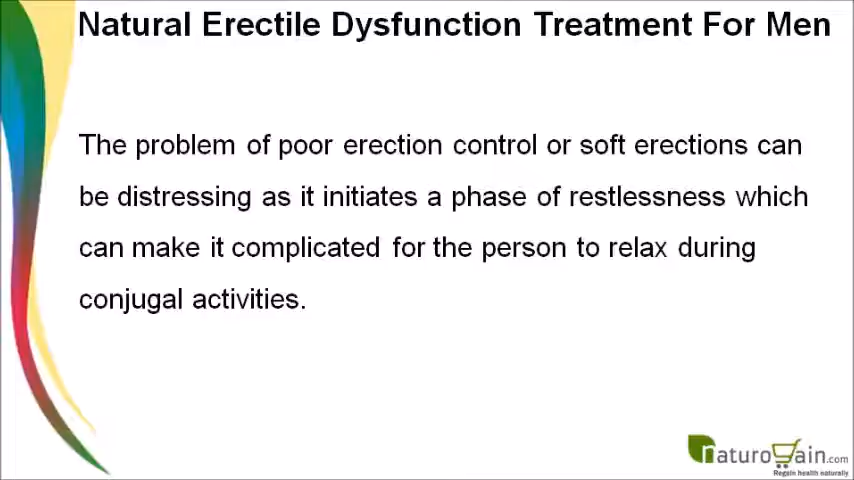 Natural Erectile Dysfunction Treatment For Men
The problem of poor erection control or soft erections can
be distressing as it initiates a phase of restlessness which
can make it complicated for the person to relax during
conjugal activities.
naturogain.com
Regain health naturally